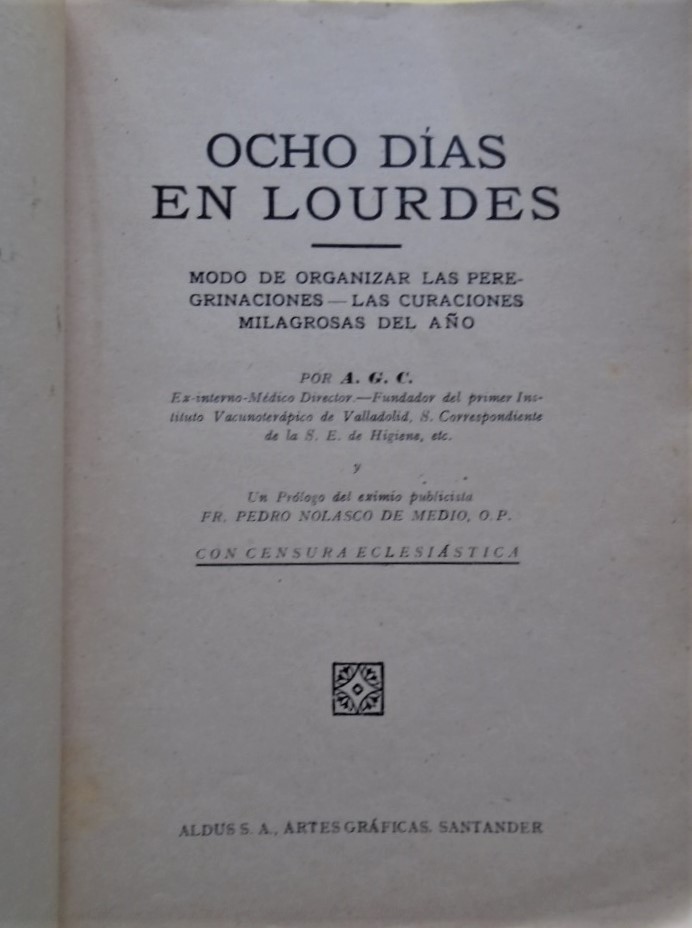 OCHO DÍAS
EN LOURDES
MODO DE ORGANIZAR LAS PERE-
GRINACIONES — LAS CURACIONES
MILAGROSAS DEL AÑO
POR A. G. C.
Ex-interno-Médico Director.—Fundador del primer Ins-
tituto Vacunoterápico de Valladolid, S. Correspondiente
de la S. E. de Higiene, etc.
y
Un Prólogo del eximio publicista
FR. PEDRO NOLASCO DE MEDIO, O. P.
CON CENSURA ECLESIÁSTICA
ALDUS S. A., ARTES GRÁFICAS. SANTANDER